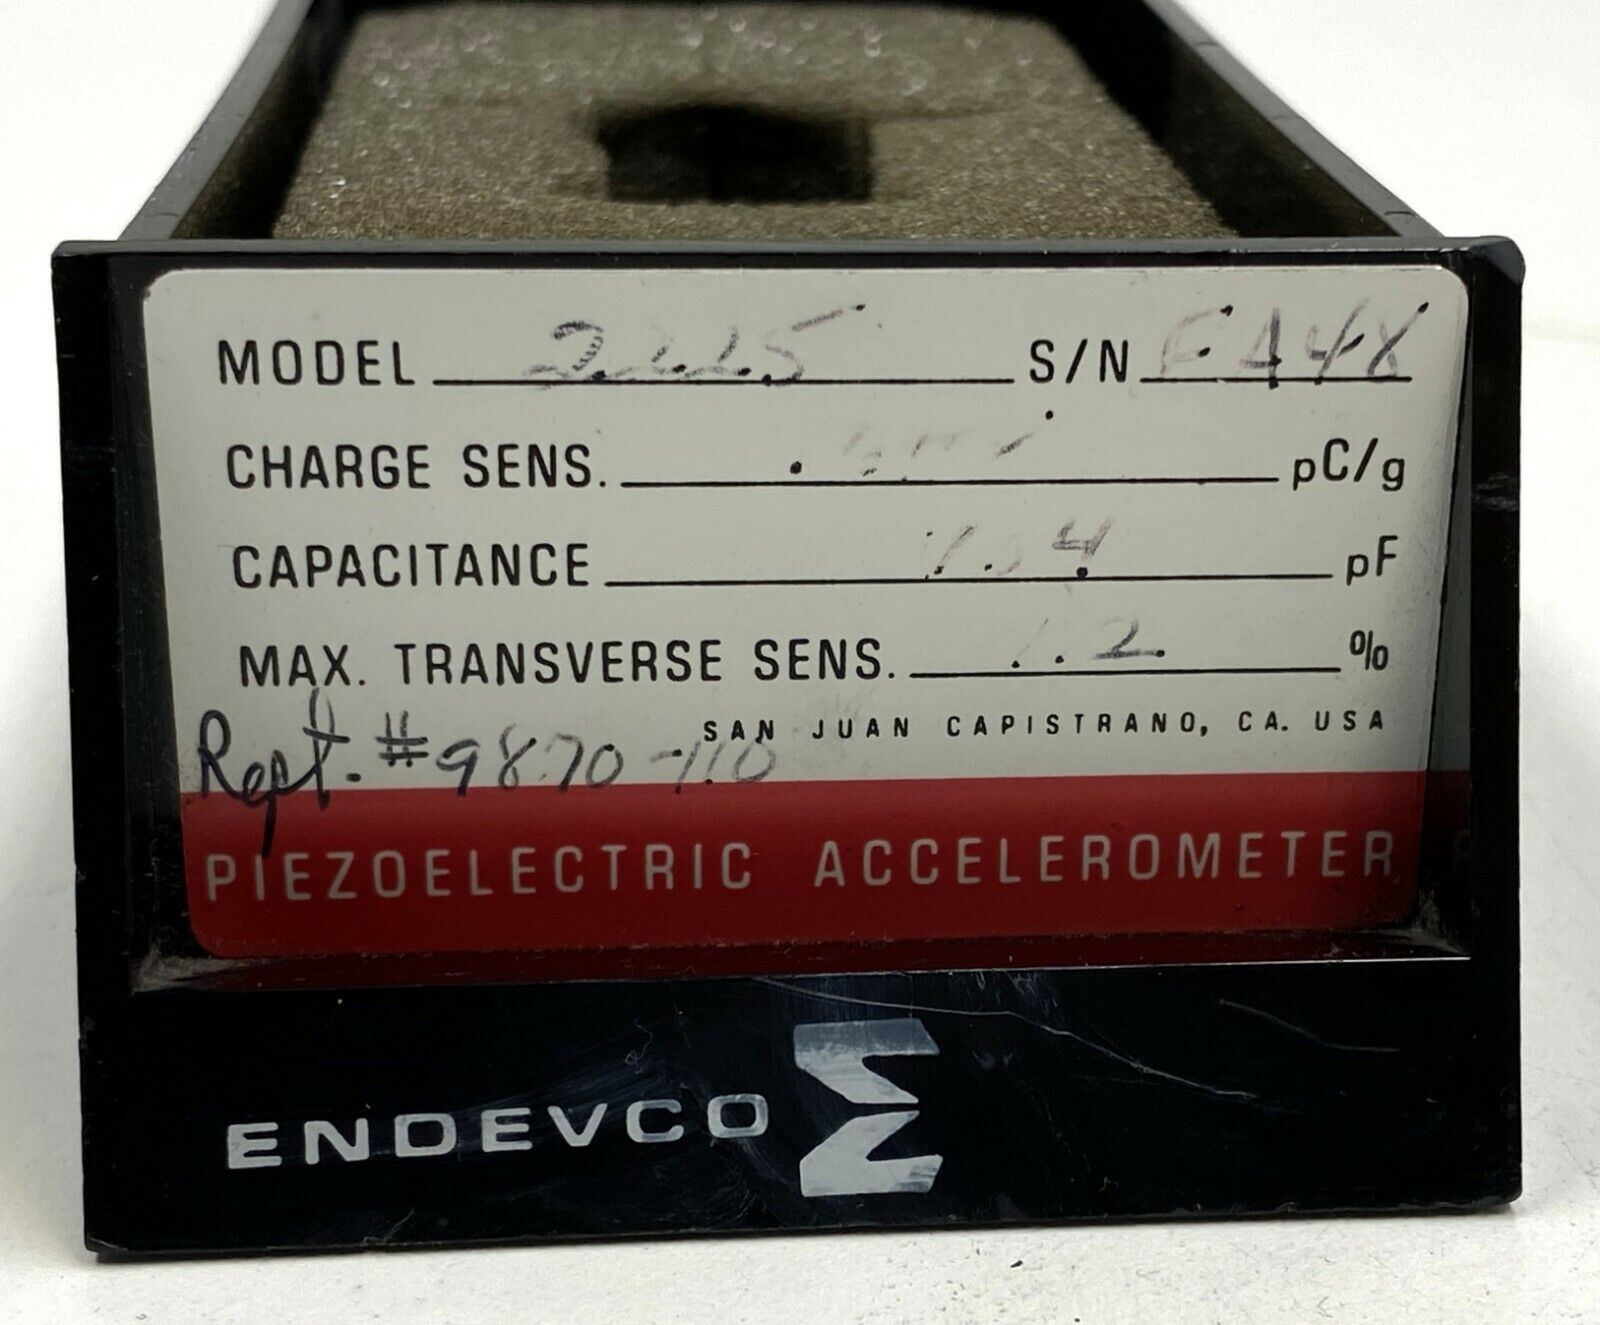 MODEL 2225 S/N FA48
CHARGE SENS. pC/g
CAPACITANCE pF
MAX. TRANSVERSE SENS. 1.2 %
SAN JUAN CAPISTRANO, CA. USA
Rept. #9870-110
PIEZOELECTRIC ACCELEROMETER
ENDEVCO